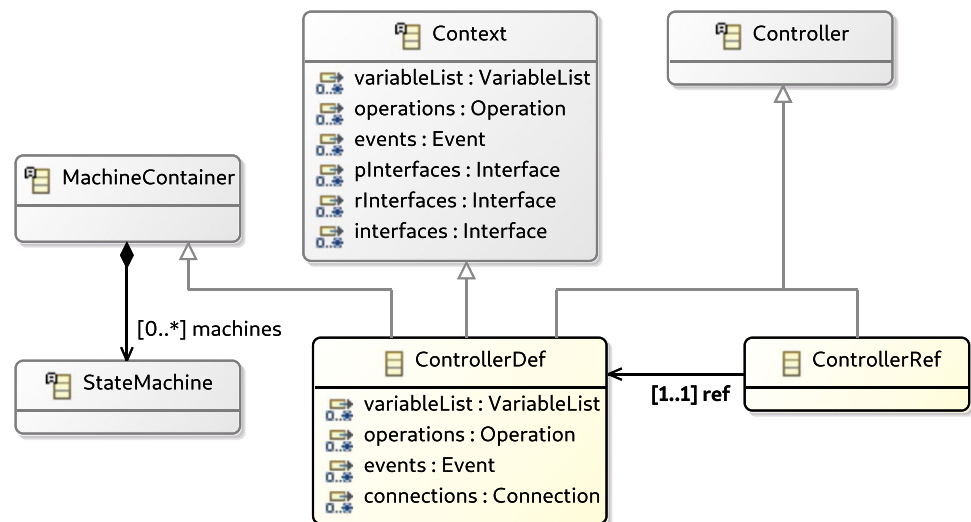 Context
variableList : VariableList
operations : Operation
events : Event
pInterfaces : Interface
rInterfaces : Interface
interfaces : Interface
Controller
MachineContainer
[0..*] machines
StateMachine
ControllerDef
variableList : VariableList
operations : Operation
events : Event
connections : Connection
[1..1] ref
ControllerRef